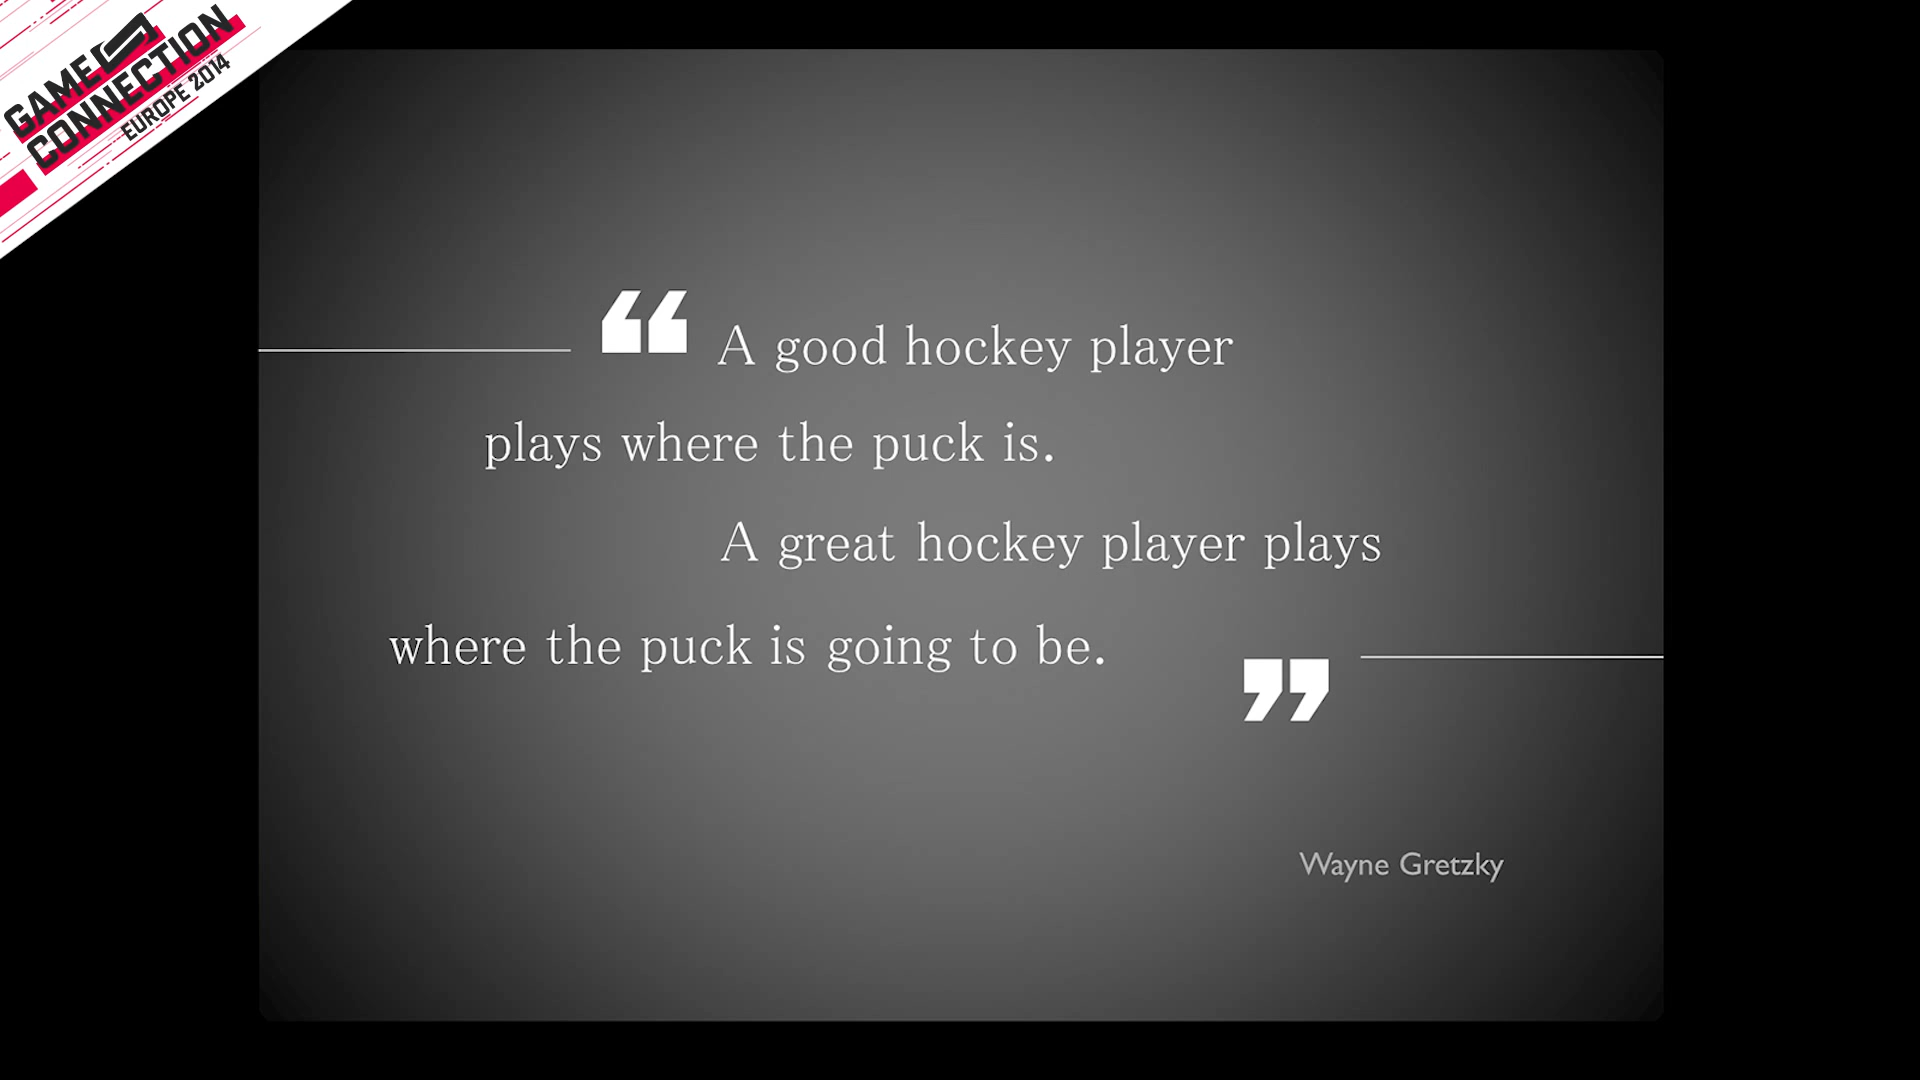 GAME
CONNECTION
EUROPE 2014
“ A good hockey player
plays where the puck is.
A great hockey player plays
where the puck is going to be. ”
Wayne Gretzky